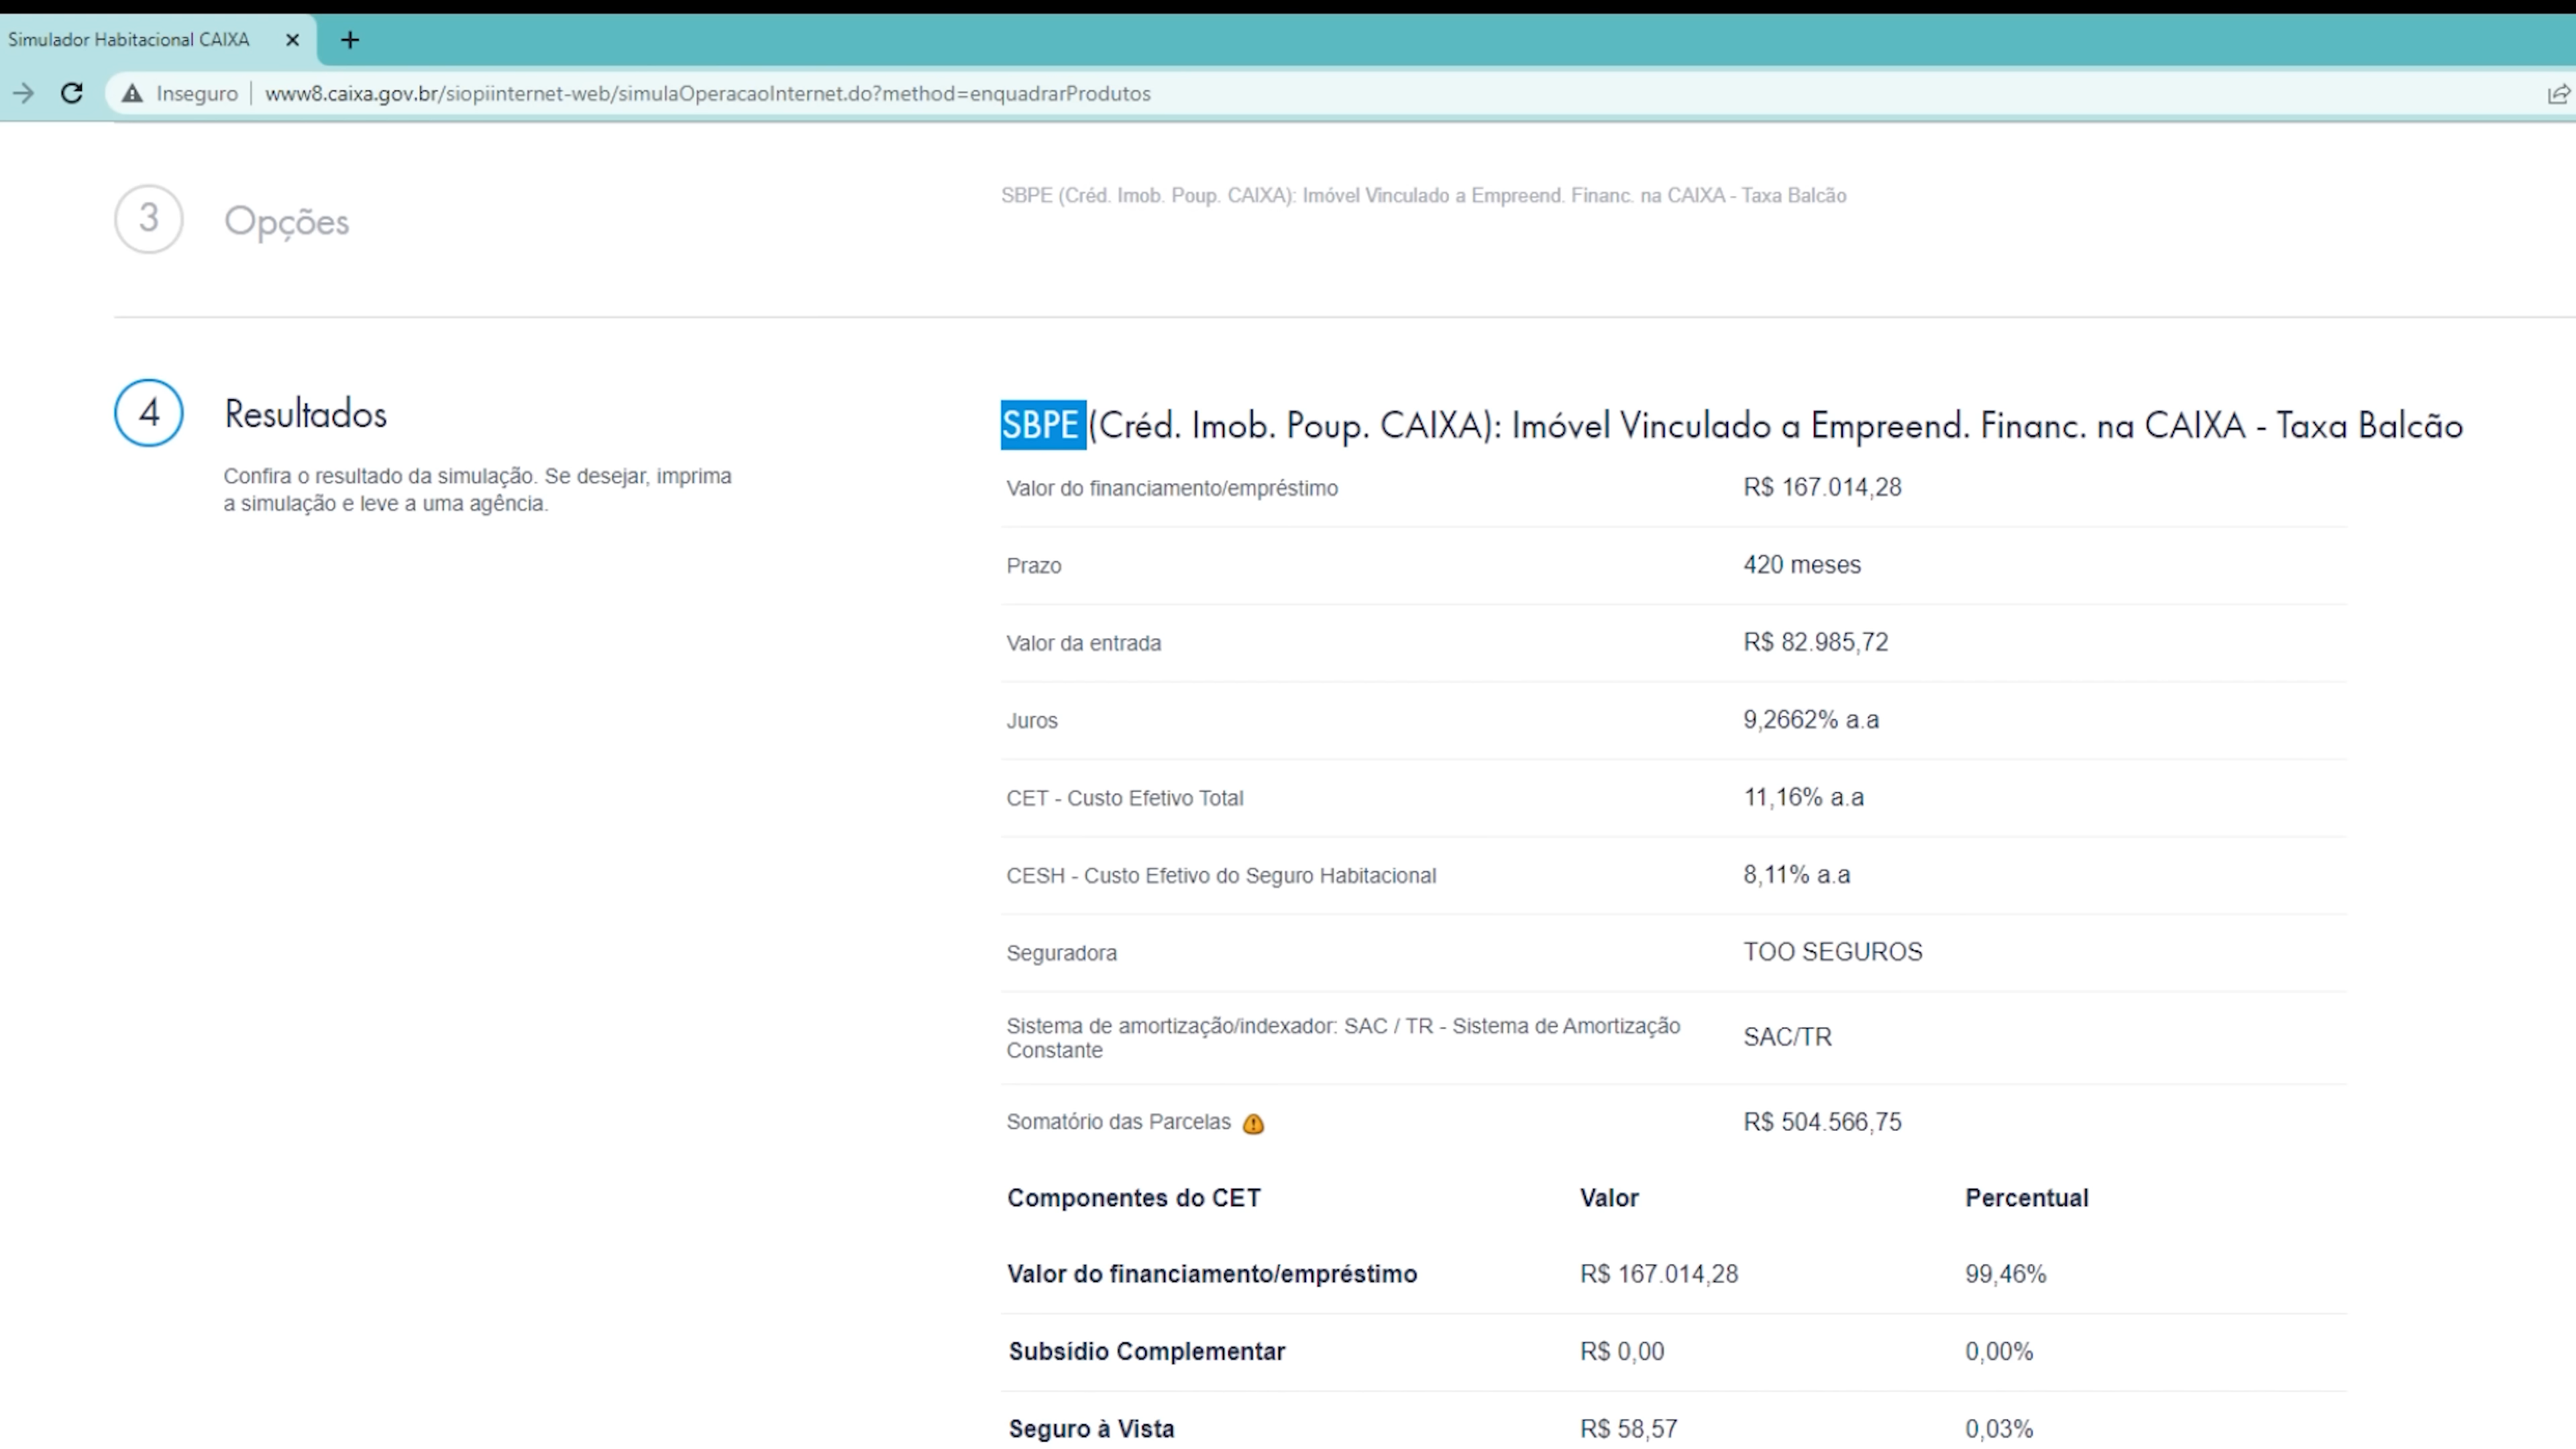 Simulador Habitacional CAIXA
Inseguro
www8.caixa.gov.br/siopiinternet-web/simulaOperacaoInternet.do?method=enquadrarProdutos
3
Opções
SBPE (Créd. Imob. Poup. CAIXA): Imóvel Vinculado a Empreend. Financ. na CAIXA - Taxa Balcão
4
Resultados
Confira o resultado da simulação. Se desejar, imprima
a simulação e leve a uma agência.
SBPE (Créd. Imob. Poup. CAIXA): Imóvel Vinculado a Empreend. Financ. na CAIXA - Taxa Balcão
Valor do financiamento/empréstimo R$ 167.014,28
Prazo 420 meses
Valor da entrada R$ 82.985,72
Juros 9,2662% a.a
CET - Custo Efetivo Total 11,16% a.a
CESH - Custo Efetivo do Seguro Habitacional 8,11% a.a
Seguradora TOO SEGUROS
Sistema de amortização/indexador: SAC / TR - Sistema de Amortização
Constante
SAC/TR
Somatório das Parcelas R$ 504.566,75
Componentes do CET Valor Percentual
Valor do financiamento/empréstimo R$ 167.014,28 99,46%
Subsídio Complementar R$ 0,00 0,00%
Seguro à Vista R$ 58,57 0,03%